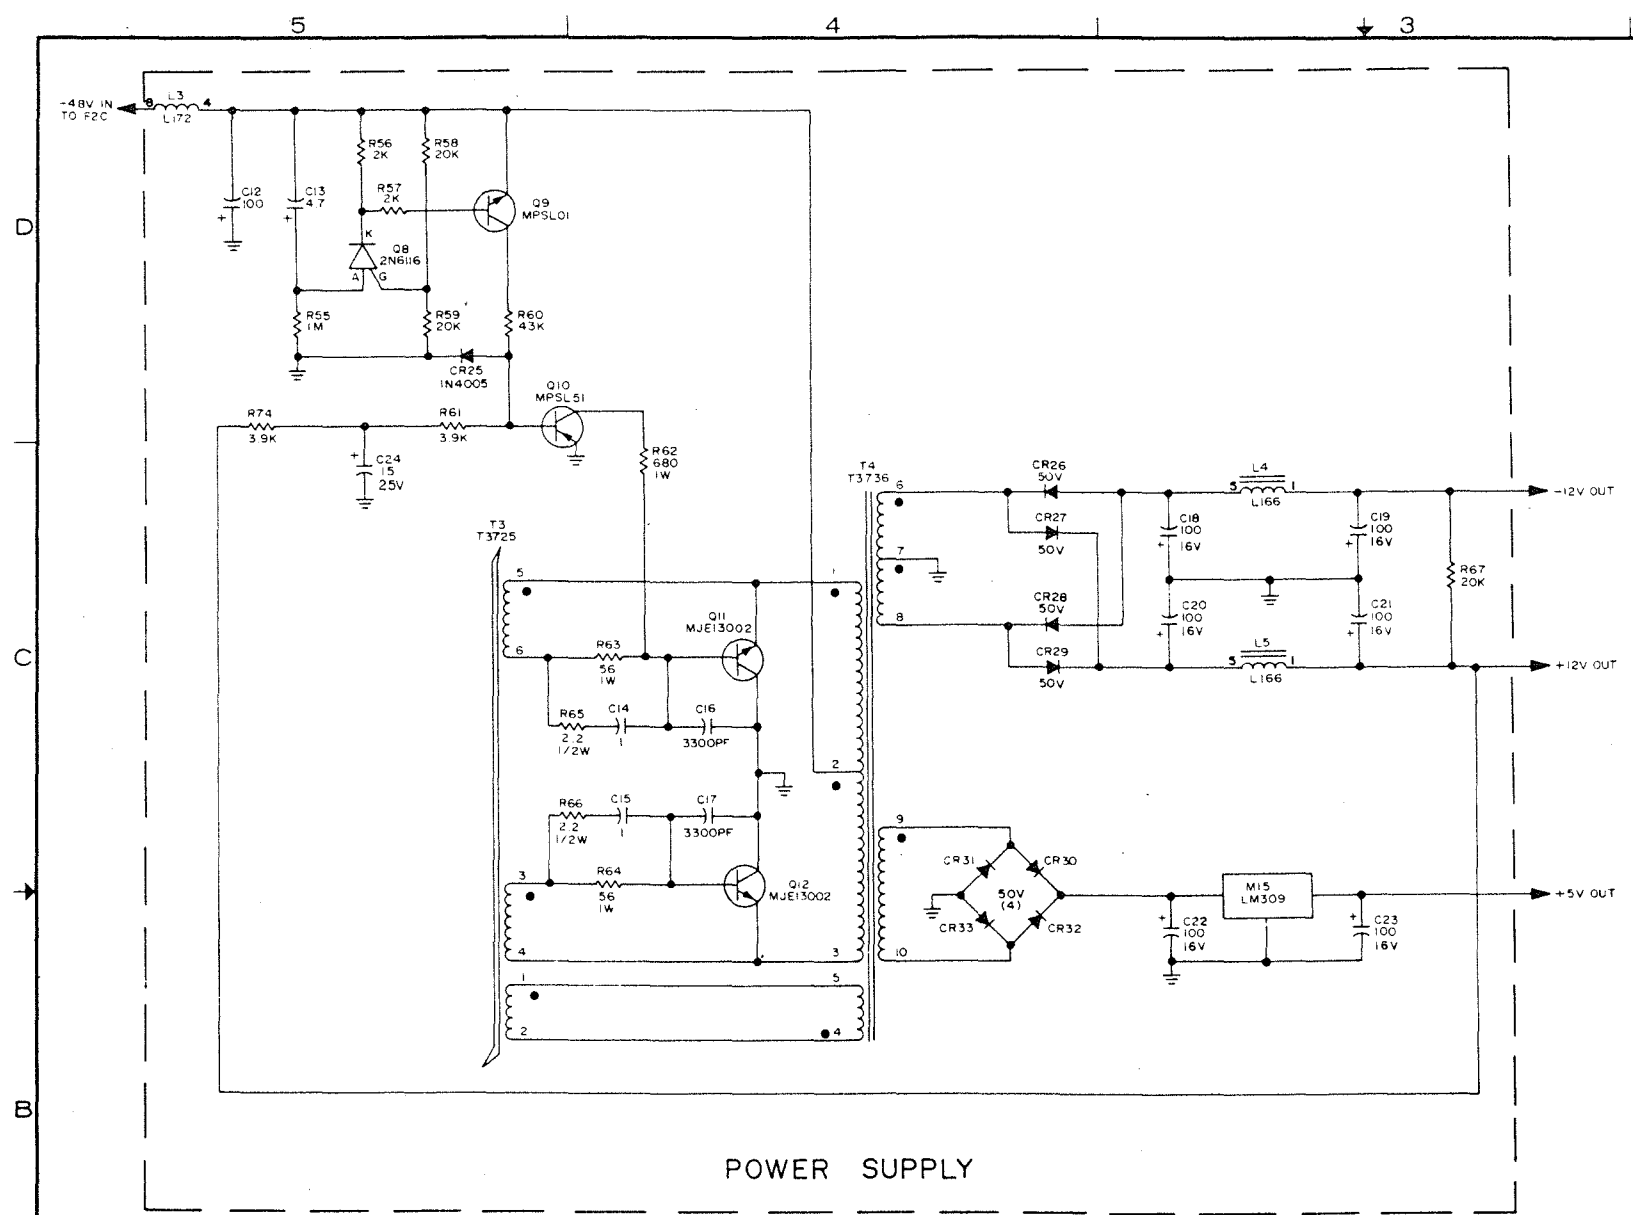 5
4
3
-48V IN
TO F2C
8
L3
4
L172
R56
2K
R58
20K
R57
2K
C12
100
+
C13
4.7
+
Q9
MPSL01
K
Q8
2N6116
A
G
D
R55
1M
R59
20K
R60
43K
CR25
1N4005
Q10
MPSL51
R74
3.9K
R61
3.9K
+
C24
15
25V
R62
680
1W
T3
T3725
T4
T3736
6
7
8
CR26
50V
CR27
50V
CR28
50V
CR29
50V
L4
5
1
L166
-12V OUT
C18
100
16V
+
C19
100
16V
+
R67
20K
C20
100
16V
+
C21
100
16V
+
L5
5
1
L166
+12V OUT
C
5
6
1
Q11
MJE13002
R63
56
1W
R65
2.2
1/2W
C14
1
C16
3300PF
2
R66
2.2
1/2W
C15
1
C17
3300PF
3
R64
56
1W
Q12
MJE13002
4
3
9
10
CR31
CR30
50V
(4)
CR33
CR32
M15
LM309
+5V OUT
+
C22
100
16V
+
C23
100
16V
1
5
2
4
B
POWER SUPPLY